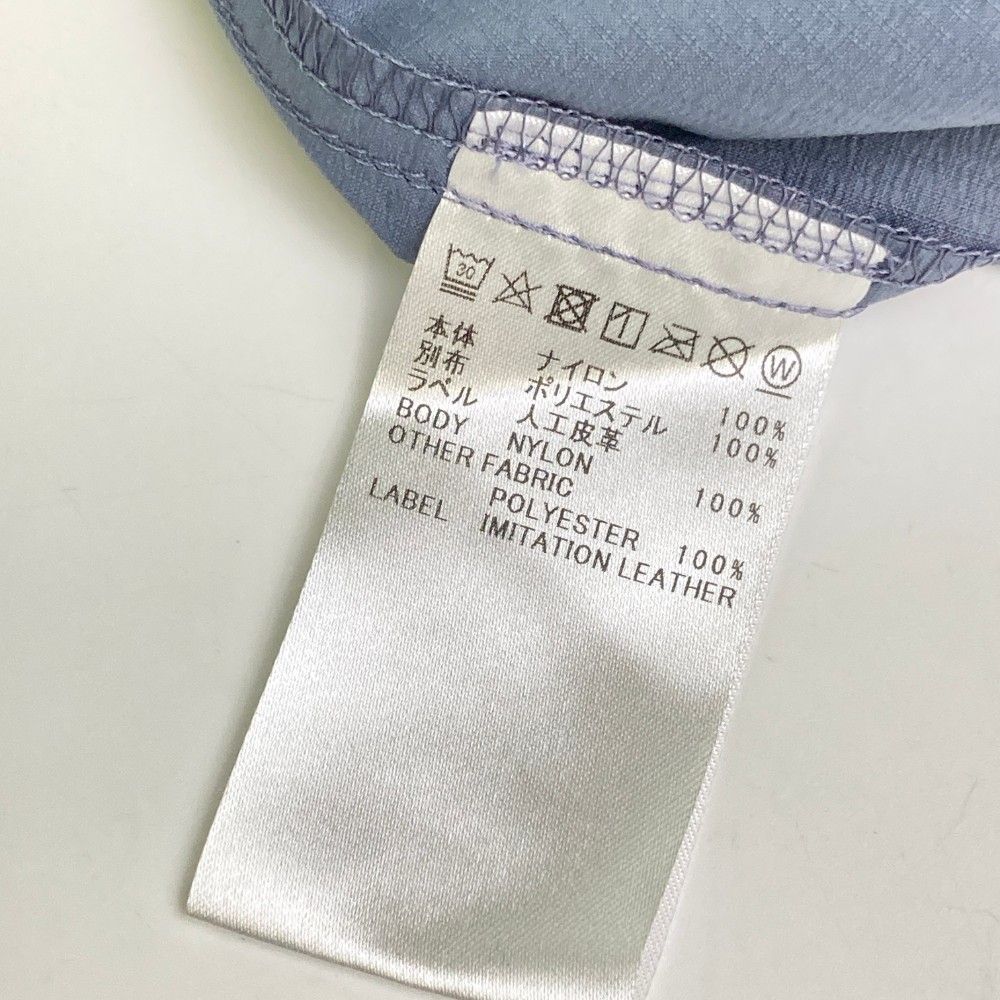 30
W
本体 ナイロン 100%
別布 ポリエステル 100%
ラベル 人工皮革
BODY NYLON 100%
OTHER FABRIC
POLYESTER 100%
LABEL IMITATION LEATHER